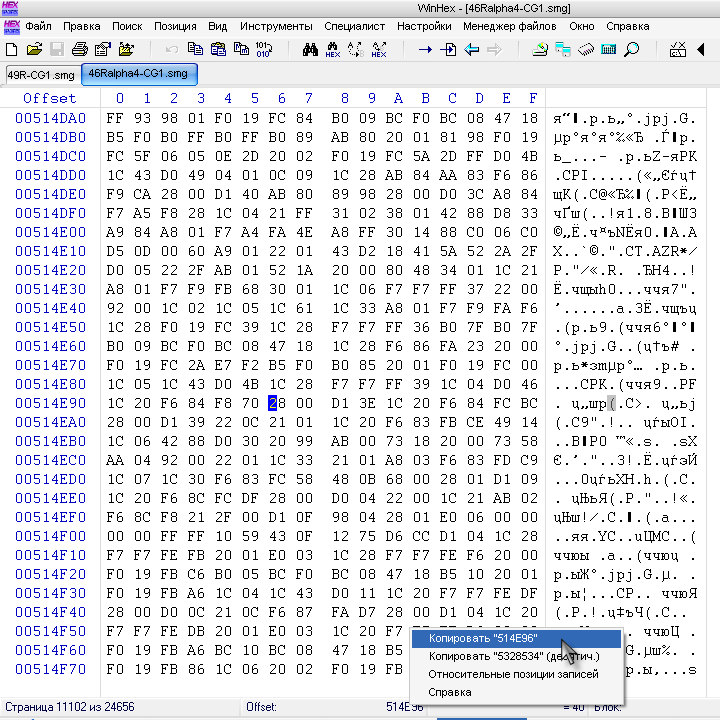 WinHex - [46Ralpha4-CG1.smg]
Файл Правка Поиск Позиция Вид Инструменты Специалист Настройки Менеджер файлов Окно Справка
49R-CG1.smg 46Ralpha4-CG1.smg
Offset 0 1 2 3 4 5 6 7 8 9 A B C D E F
00514DA0 FF 93 98 01 F0 19 FC 84 B0 09 BC F0 BC 08 47 18
00514DB0 B5 F0 B0 FF B0 FF B0 89 AB 80 20 01 81 98 F0 19
00514DC0 FC 5F 06 05 0E 2D 20 02 F0 19 FC 5A 2D FF D0 4B
00514DD0 1C 43 D0 49 04 01 0C 09 1C 28 AB 84 AA 83 F6 86
00514DE0 F9 CA 28 00 D1 40 AB 80 89 98 28 00 D0 3C A8 84
00514DF0 F7 A5 F8 28 1C 04 21 FF 31 02 38 01 42 88 D8 33
00514E00 A9 84 A8 01 F7 F4 FA 4E A8 FF 30 14 88 C0 06 C0
00514E10 D5 0D 00 60 A9 01 22 01 43 D2 18 41 5A 52 2A 2F
00514E20 D0 05 22 2F AB 01 52 1A 20 00 80 48 34 01 1C 21
00514E30 A8 01 F7 F9 FB 68 30 01 1C 06 F7 F7 FF 37 22 00
00514E40 92 00 1C 02 1C 05 1C 61 1C 33 A8 01 F7 F9 FA F6
00514E50 1C 28 F0 19 FC 39 1C 28 F7 F7 FF 36 B0 7F B0 7F
00514E60 B0 09 BC F0 BC 08 47 18 1C 28 F6 86 FA 23 20 00
00514E70 F0 19 FC 2A E7 F2 B5 F0 B0 85 20 01 F0 19 FC 00
00514E80 1C 05 1C 43 D0 4B 1C 28 F7 F7 FF 39 1C 04 D0 46
00514E90 1C 20 F6 84 F8 70 28 00 D1 3E 1C 20 F6 84 FC BC
00514EA0 28 00 D1 39 22 0C 21 01 1C 20 F6 83 FB CE 49 14
00514EB0 1C 06 42 88 D0 30 20 99 AB 00 73 18 20 00 73 58
00514EC0 AA 04 92 00 22 01 1C 33 21 01 A8 03 F6 83 FD C9
00514ED0 1C 07 1C 30 F6 83 FC 58 48 0B 68 00 28 01 D1 09
00514EE0 1C 20 F6 8C FC DF 28 00 D0 04 22 00 1C 21 AB 02
00514EF0 F6 8C F8 21 2F 00 D1 0F 98 04 28 01 E0 06 00 00
00514F00 00 00 FF FF 10 59 43 0F 12 75 D6 CC D1 04 1C 28
00514F10 F7 F7 FE FB 20 01 E0 03 1C 28 F7 F7 FE F6 20 00
00514F20 F0 19 FB C6 B0 05 BC F0 BC 08 47 18 B5 10 20 01
00514F30 F0 19 FB A6 1C 04 1C 43 D0 11 1C 20 F7 F7 FE DF
00514F40 28 00 D0 0C 21 0C F6 87 FA D7 28 00 D1 04 1C 20
00514F50 F7 F7 20 01 E0 03 1C 20 F7
00514F60 F0 19 FB A6 BC 10 BC 08 47 18 B5
00514F70 F0 19 FB 86 1C 06 20 02 F0 19 FB
Копировать "514E96"
Копировать "5328534"
Относительные позиции записей
Справка
Страница 11102 из 24656 Offset: 514E96 = 40 Блок: